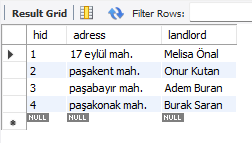 Result Grid Filter Rows:
hid adress landlord
1 17 eylül mah. Melisa Önal
2 paşakent mah. Onur Kutan
3 paşabayır mah. Adem Buran
4 paşakonak mah. Burak Saran
NULL NULL NULL